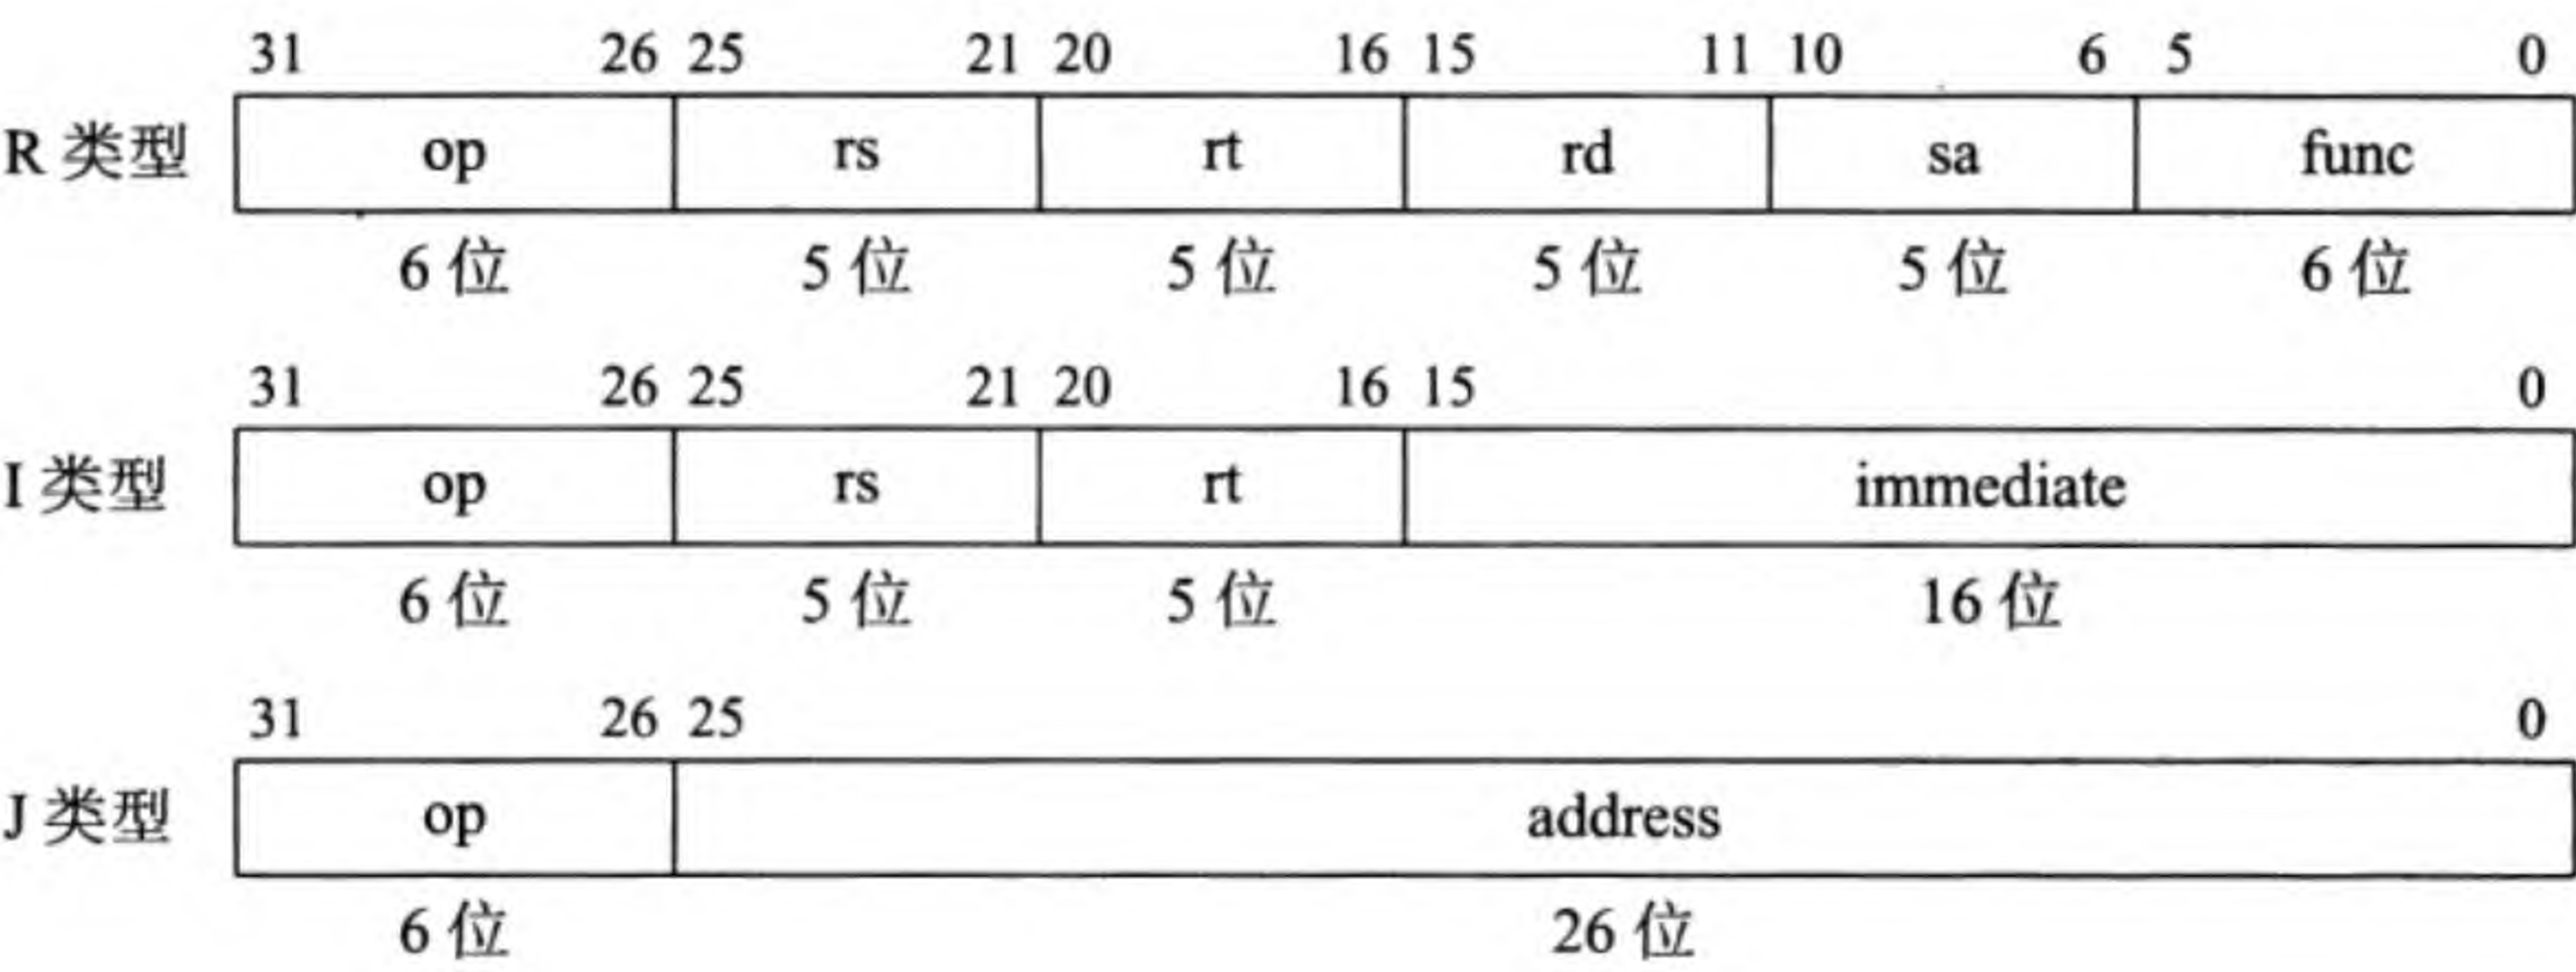 31 26 25 21 20 16 15 11 10 6 5 0
R 类型 op rs rt rd sa func
6 位 5 位 5 位 5 位 5 位 6 位
31 26 25 21 20 16 15 0
I 类型 op rs rt immediate
6 位 5 位 5 位 16 位
31 26 25 0
J 类型 op address
6 位 26 位